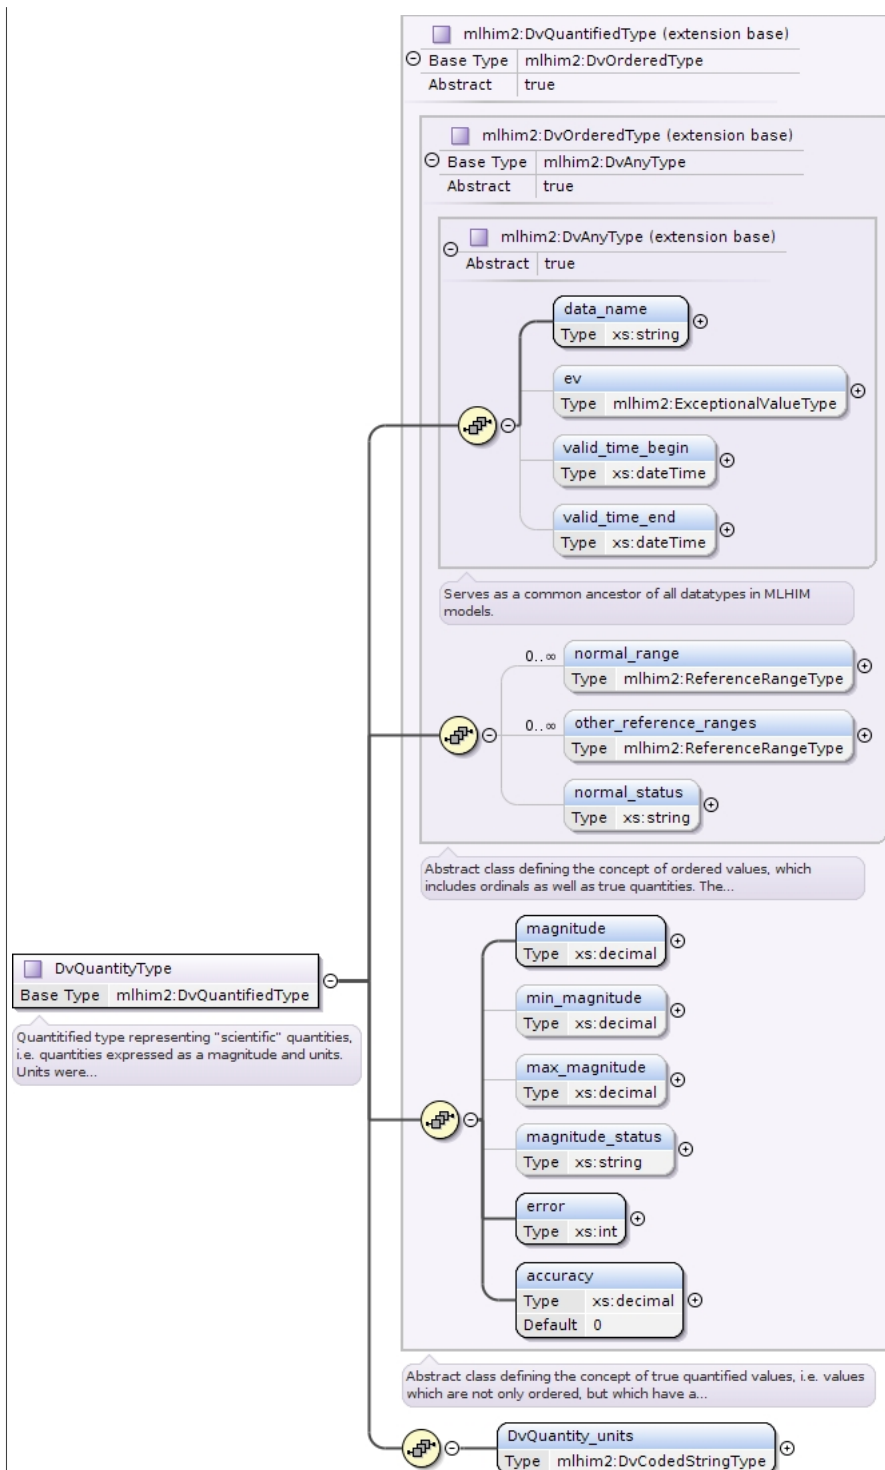 mlhim2:DvQuantifiedType (extension base)
Base Type mlhim2:DvOrderedType
Abstract true
mlhim2:DvOrderedType (extension base)
Base Type mlhim2:DvAnyType
Abstract true
mlhim2:DvAnyType (extension base)
Abstract true
data_name
Type xs:string
ev
Type mlhim2:ExceptionalValueType
valid_time_begin
Type xs:dateTime
valid_time_end
Type xs:dateTime
Serves as a common ancestor of all datatypes in MLHIM
models.
0..∞ normal_range
Type mlhim2:ReferenceRangeType
0..∞ other_reference_ranges
Type mlhim2:ReferenceRangeType
normal_status
Type xs:string
Abstract class defining the concept of ordered values, which
includes ordinals as well as true quantities. The...
magnitude
Type xs:decimal
DvQuantityType
Base Type mlhim2:DvQuantifiedType
Quantitified type representing "scientific" quantities,
i.e. quantities expressed as a magnitude and units.
Units were...
min_magnitude
Type xs:decimal
max_magnitude
Type xs:decimal
magnitude_status
Type xs:string
error
Type xs:int
accuracy
Type xs:decimal
Default 0
Abstract class defining the concept of true quantified values, i.e. values
which are not only ordered, but which have a...
DvQuantity_units
Type mlhim2:DvCodedStringType